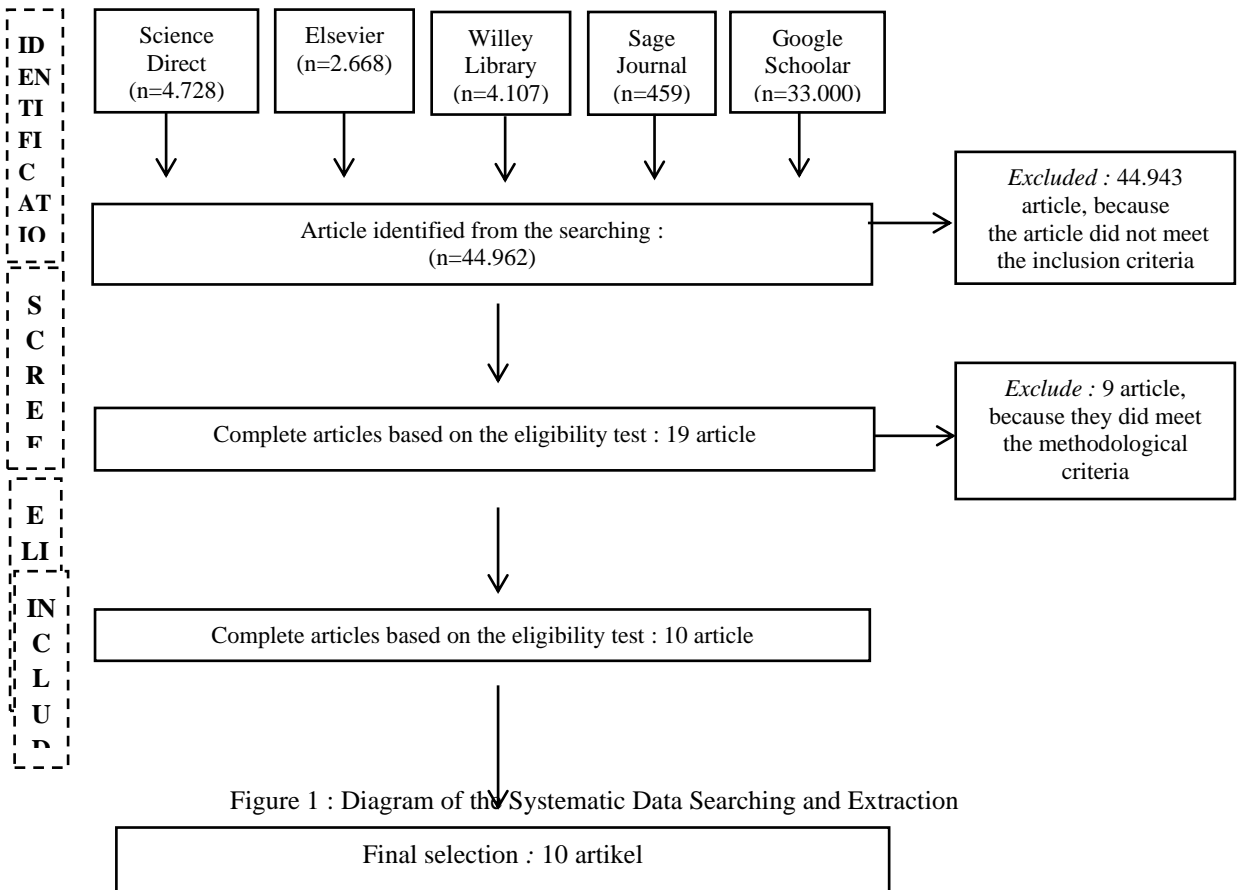 ID
EN
TI
FI
C
AT
IO
Science
Direct
(n=4.728)
Elsevier
(n=2.668)
Willey
Library
(n=4.107)
Sage
Journal
(n=459)
Google
Schoolar
(n=33.000)
Excluded : 44.943
article, because
the article did not meet
the inclusion criteria
Article identified from the searching :
(n=44.962)
S
C
R
E
E
Exclude : 9 article,
because they did meet
the methodological
criteria
Complete articles based on the eligibility test : 19 article
E
LI
IN
C
L
U
D
Complete articles based on the eligibility test : 10 article
Figure 1 : Diagram of the Systematic Data Searching and Extraction
Final selection : 10 artikel